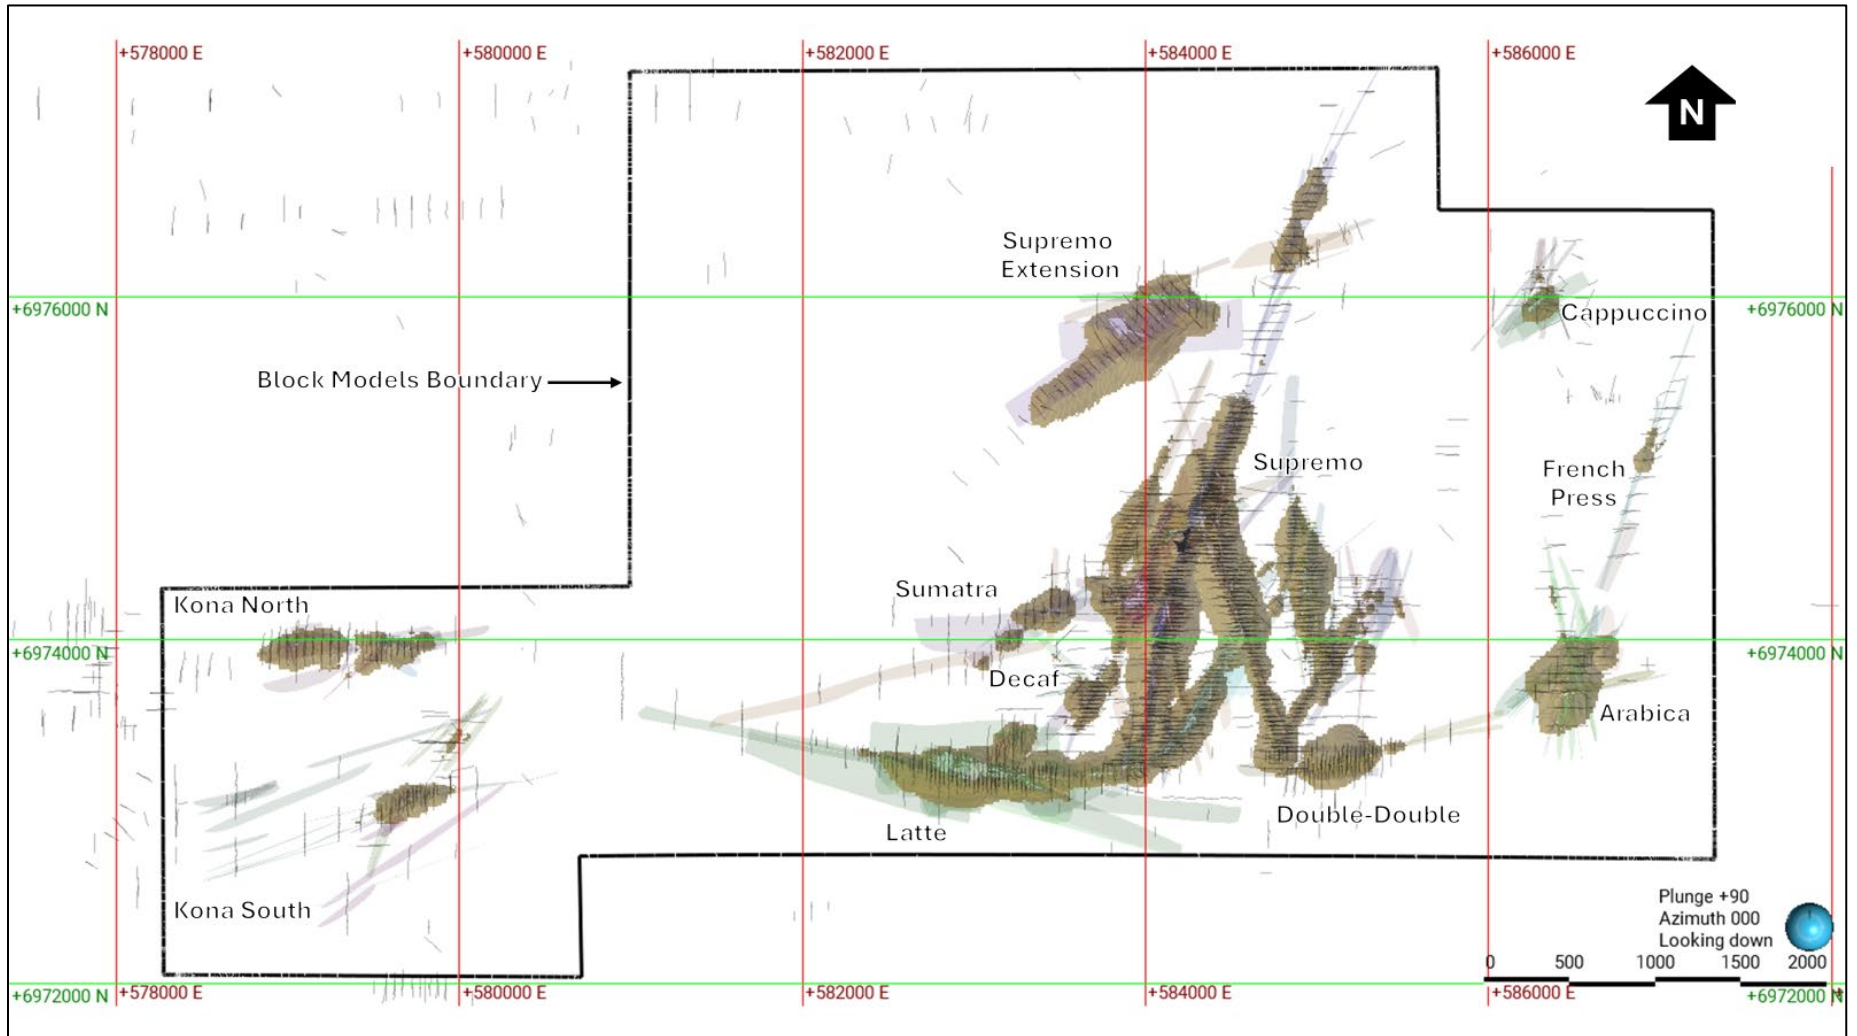 +578000 E
+580000 E
+582000 E
+584000 E
+586000 E
N
Supremo
Extension
+6976000 N
Cappuccino
+6976000 N
Block Models Boundary
Supremo
French
Press
Sumatra
Kona North
+6974000 N
+6974000 N
Decaf
Arabica
Double-Double
Latte
Kona South
Plunge +90
Azimuth 000
Looking down
0 500 1000 1500 2000
+6972000 N
+578000 E
+580000 E
+582000 E
+584000 E
+586000 E
+6972000 N